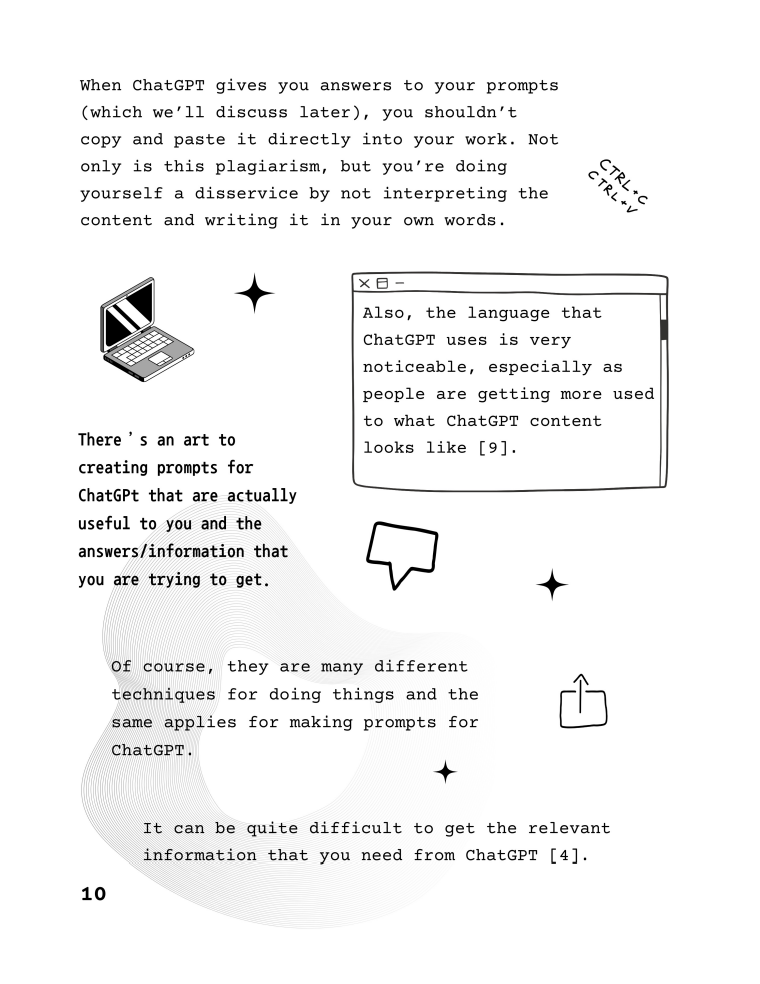 When ChatGPT gives you answers to your prompts
(which we’ll discuss later), you shouldn’t
copy and paste it directly into your work. Not
only is this plagiarism, but you’re doing
yourself a disservice by not interpreting the
content and writing it in your own words.
CTRL+C
CTRL+V
Also, the language that
ChatGPT uses is very
noticeable, especially as
people are getting more used
to what ChatGPT content
looks like [9].
There’s an art to
creating prompts for
ChatGPt that are actually
useful to you and the
answers/information that
you are trying to get.
Of course, they are many different
techniques for doing things and the
same applies for making prompts for
ChatGPT.
It can be quite difficult to get the relevant
information that you need from ChatGPT [4].
10